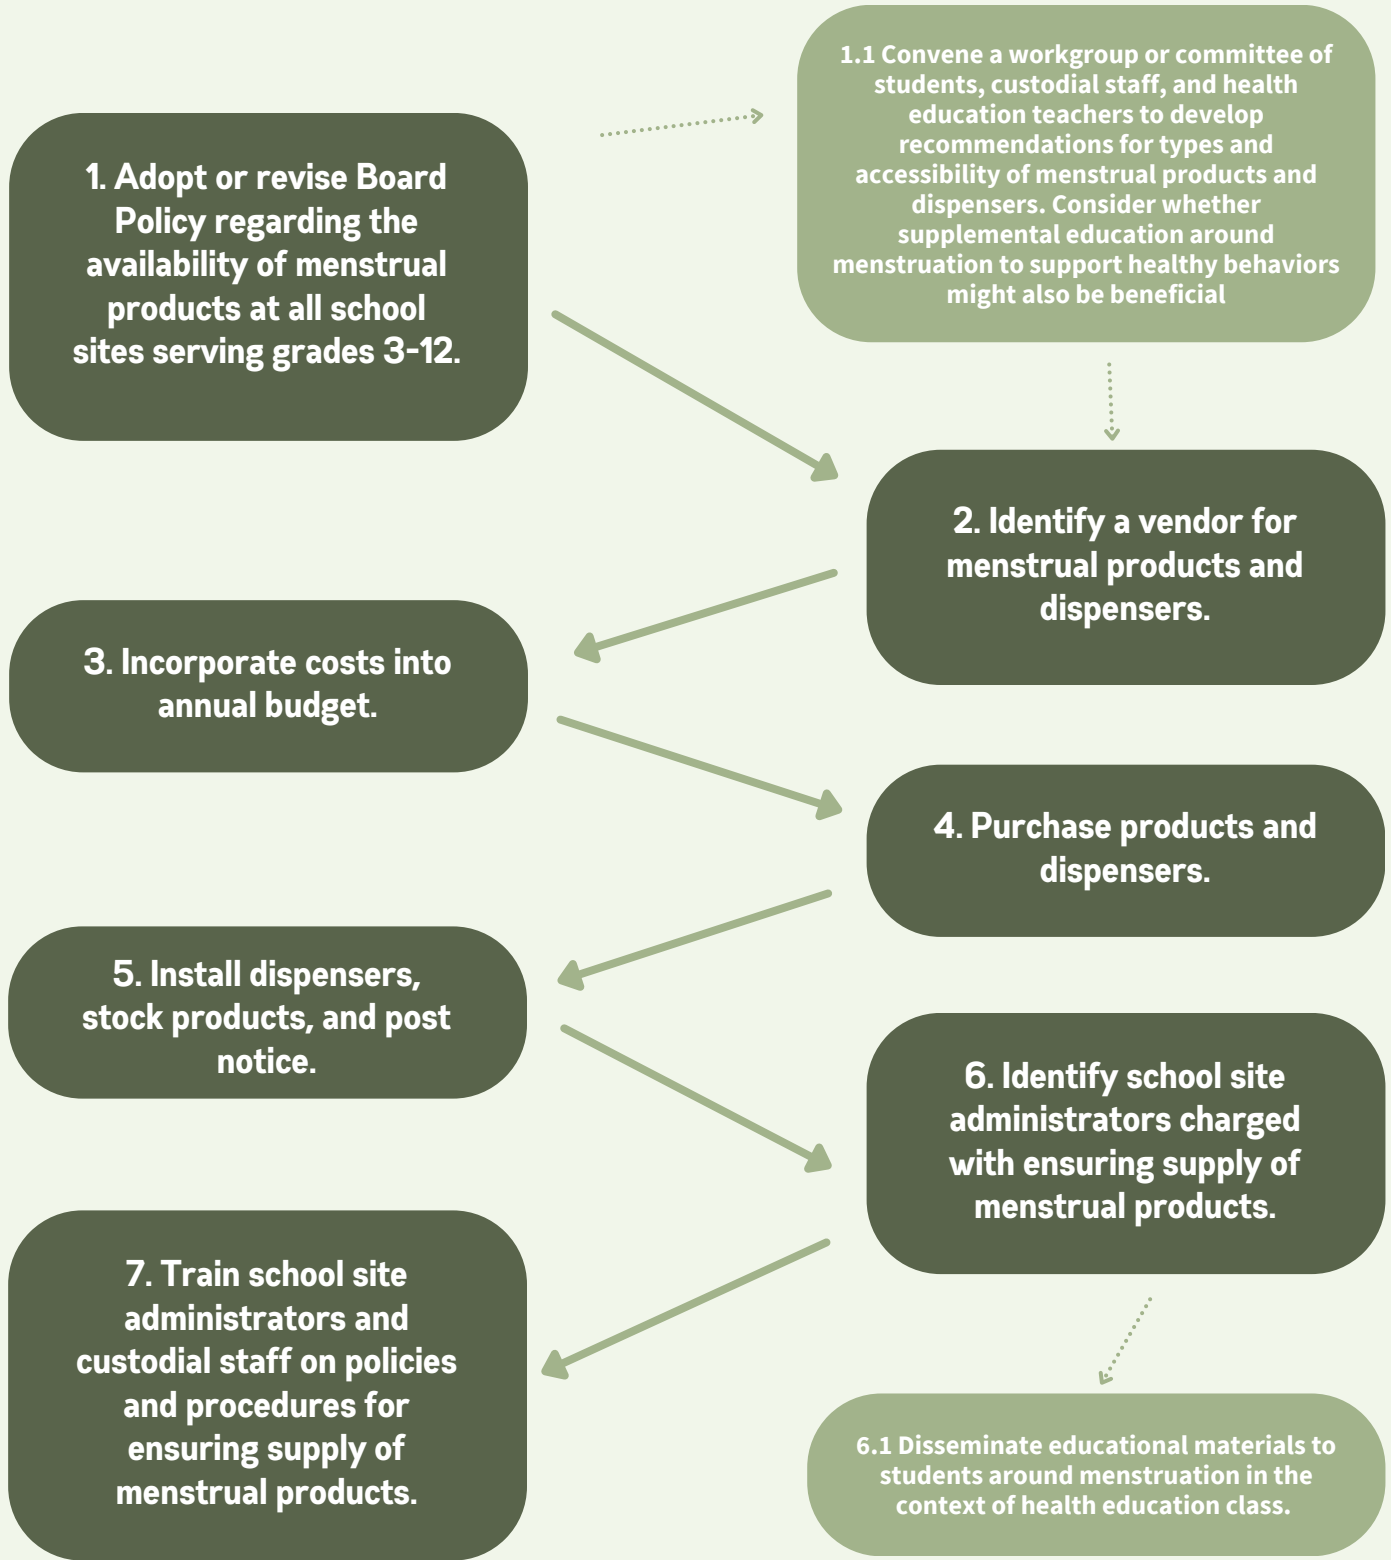 1. Adopt or revise Board
Policy regarding the
availability of menstrual
products at all school
sites serving grades 3-12.
1.1 Convene a workgroup or committee of
students, custodial staff, and health
education teachers to develop
recommendations for types and
accessibility of menstrual products and
dispensers. Consider whether
supplemental education around
menstruation to support healthy behaviors
might also be beneficial
2. Identify a vendor for
menstrual products and
dispensers.
3. Incorporate costs into
annual budget.
4. Purchase products and
dispensers.
5. Install dispensers,
stock products, and post
notice.
6. Identify school site
administrators charged
with ensuring supply of
menstrual products.
6.1 Disseminate educational materials to
students around menstruation in the
context of health education class.
7. Train school site
administrators and
custodial staff on policies
and procedures for
ensuring supply of
menstrual products.